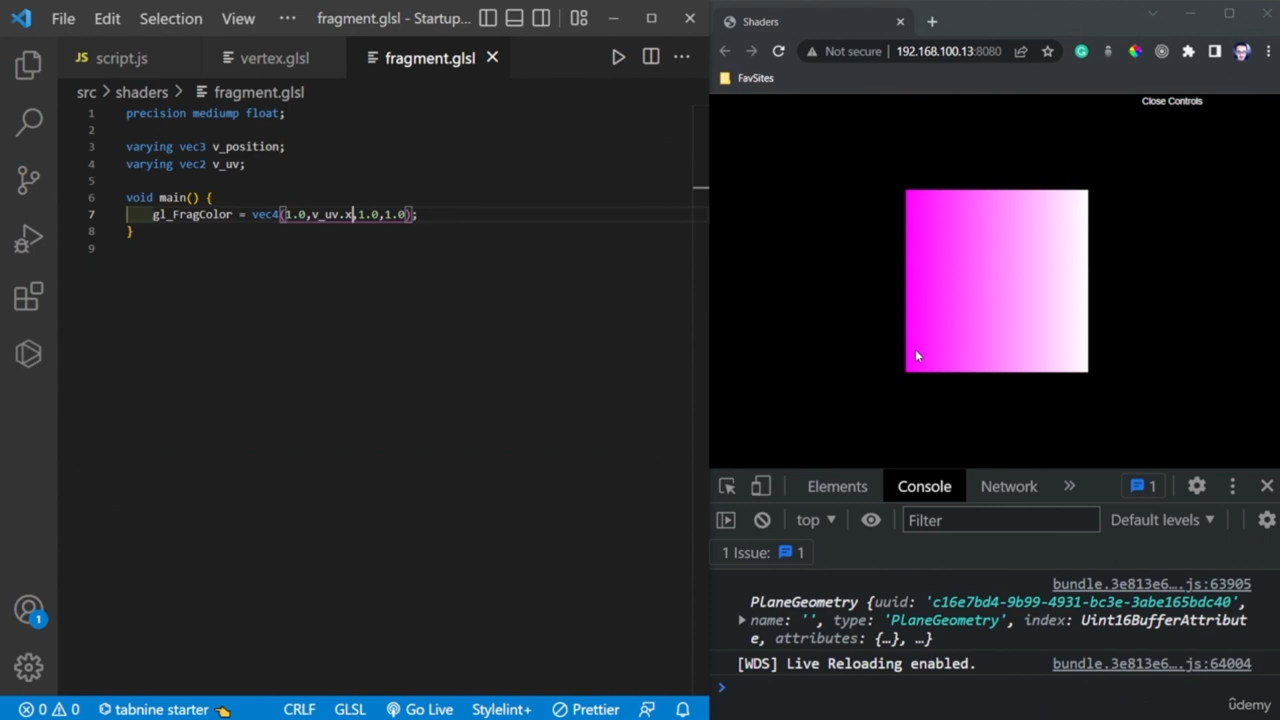 File Edit Selection View ··· fragment.glsl - Startup...
JS script.js vertex.glsl fragment.glsl
src > shaders > fragment.glsl
1 precision mediump float;
2
3 varying vec3 v_position;
4 varying vec2 v_uv;
5
6 void main() {
7 gl_FragColor = vec4(1.0,v_uv.x,1.0,1.0);
8 }
9
1
0 0 tabnine starter CRLF GLSL Go Live Stylelint+ Prettier
Shaders
Not secure 192.168.100.13:8080
FavSites
Close Controls
Elements Console Network » 1
top Filter Default levels
1 Issue: 1
bundle.3e813e6….js:63905
PlaneGeometry {uuid: 'c16e7bd4-9b99-4931-bc3e-3abe165bdc40',
name: '', type: 'PlaneGeometry', index: Uint16BufferAttribut
e, attributes: {…}, …}
[WDS] Live Reloading enabled. bundle.3e813e6….js:64004
ûdemy